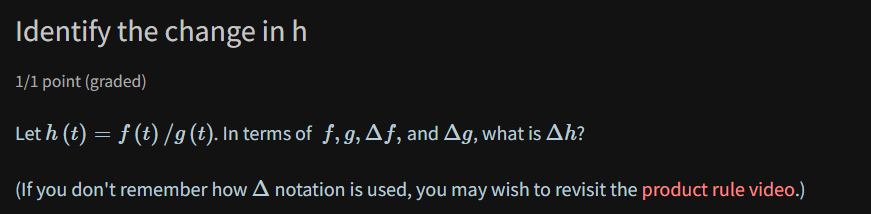 Identify the change in h
1/1 point (graded)
Let h (t) = f (t) /g (t). In terms of f, g, Δf, and Δg, what is Δh?
(If you don't remember how Δ notation is used, you may wish to revisit the product rule video.)